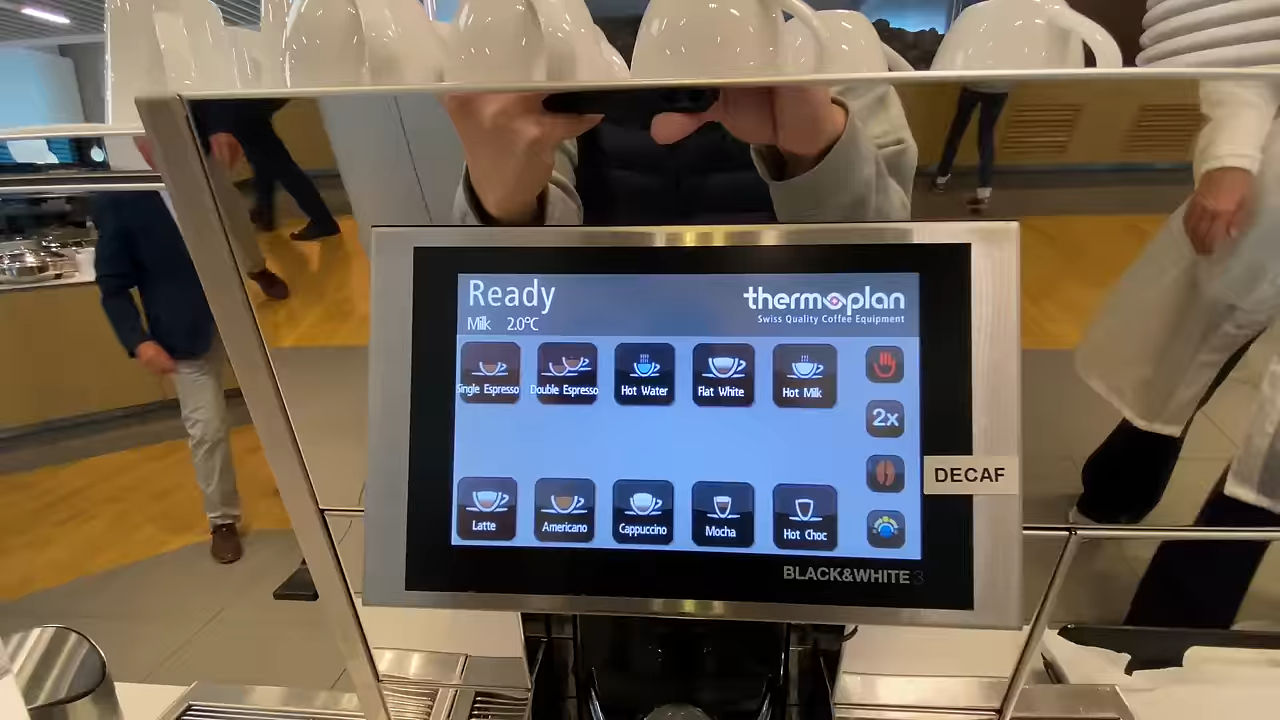 Ready
thermoplan
Milk 2.0°C
Swiss Quality Coffee Equipment
Single Espresso
Double Espresso
Hot Water
Flat White
Hot Milk
2x
DECAF
Latte
Americano
Cappuccino
Mocha
Hot Choc
BLACK&WHITE3